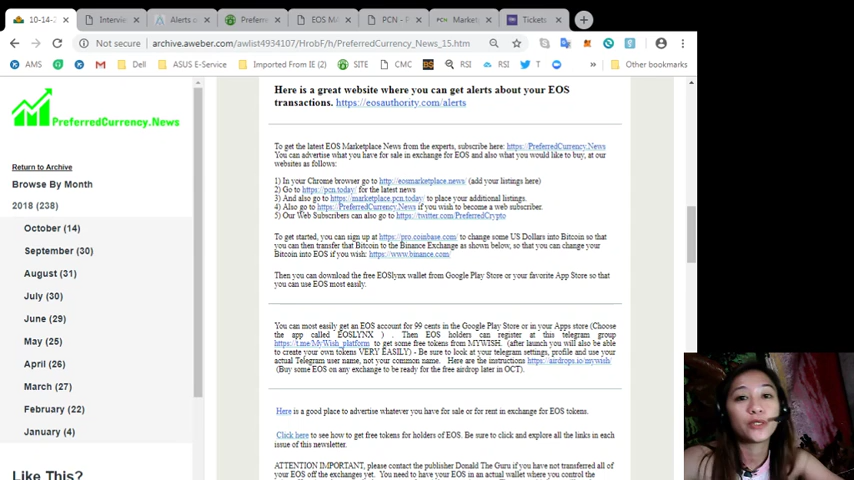 10-14-2
Interview
Alerts o
Preferre
EOS MA
PCN - P
PCN
Market
Tickets
Not secure
archive.aweber.com/awlist4934107/HrobF/h/PreferredCurrency_News_15.htm
AMS
Dell
ASUS E-Service
Imported From IE (2)
SITE
CMC
BS
RSI
RSI
T
»
Other bookmarks
PreferredCurrency.News
Return to Archive
Browse By Month
2018 (238)
October (14)
September (30)
August (31)
July (30)
June (29)
May (25)
April (26)
March (27)
February (22)
January (4)
Like This?
Here is a great website where you can get alerts about your EOS
transactions. https://eosauthority.com/alerts
To get the latest EOS Marketplace News from the experts, subscribe here: https://PreferredCurrency.News
You can advertise what you have for sale in exchange for EOS and also what you would like to buy, at our
websites as follows:
1) In your Chrome browser go to http://eosmarketplace.news/ (add your listings here)
2) Go to https://pcn.today/ for the latest news
3) And also go to https://marketplace.pcn.today/ to place your additional listings.
4) Also go to https://PreferredCurrency.News if you wish to become a web subscriber.
5) Our Web Subscribers can also go to https://twitter.com/PreferredCrypto
To get started, you can sign up at https://pro.coinbase.com/ to change some US Dollars into Bitcoin so that
you can then transfer that Bitcoin to the Binance Exchange as shown below, so that you can change your
Bitcoin into EOS if you wish: https://www.binance.com/
Then you can download the free EOSlynx wallet from Google Play Store or your favorite App Store so that
you can use EOS most easily.
You can most easily get an EOS account for 99 cents in the Google Play Store or in your Apps store (Choose
the app called EOSLYNX ) . Then EOS holders can register at this telegram group
https://t.me/MyWish_platform to get some free tokens from MYWISH. (after launch you will also be able
to create your own tokens VERY EASILY) - Be sure to look at your telegram settings, profile and use your
actual Telegram user name, not your common name. Here are the instructions https://airdrops.io/mywish/
(Buy some EOS on any exchange to be ready for the free airdrop later in OCT).
Here is a good place to advertise whatever you have for sale or for rent in exchange for EOS tokens.
Click here to see how to get free tokens for holders of EOS. Be sure to click and explore all the links in each
issue of this newsletter.
ATTENTION IMPORTANT, please contact the publisher Donald The Guru if you have not transferred all of
your EOS off the exchanges yet. You need to have your EOS in an actual wallet where you control the